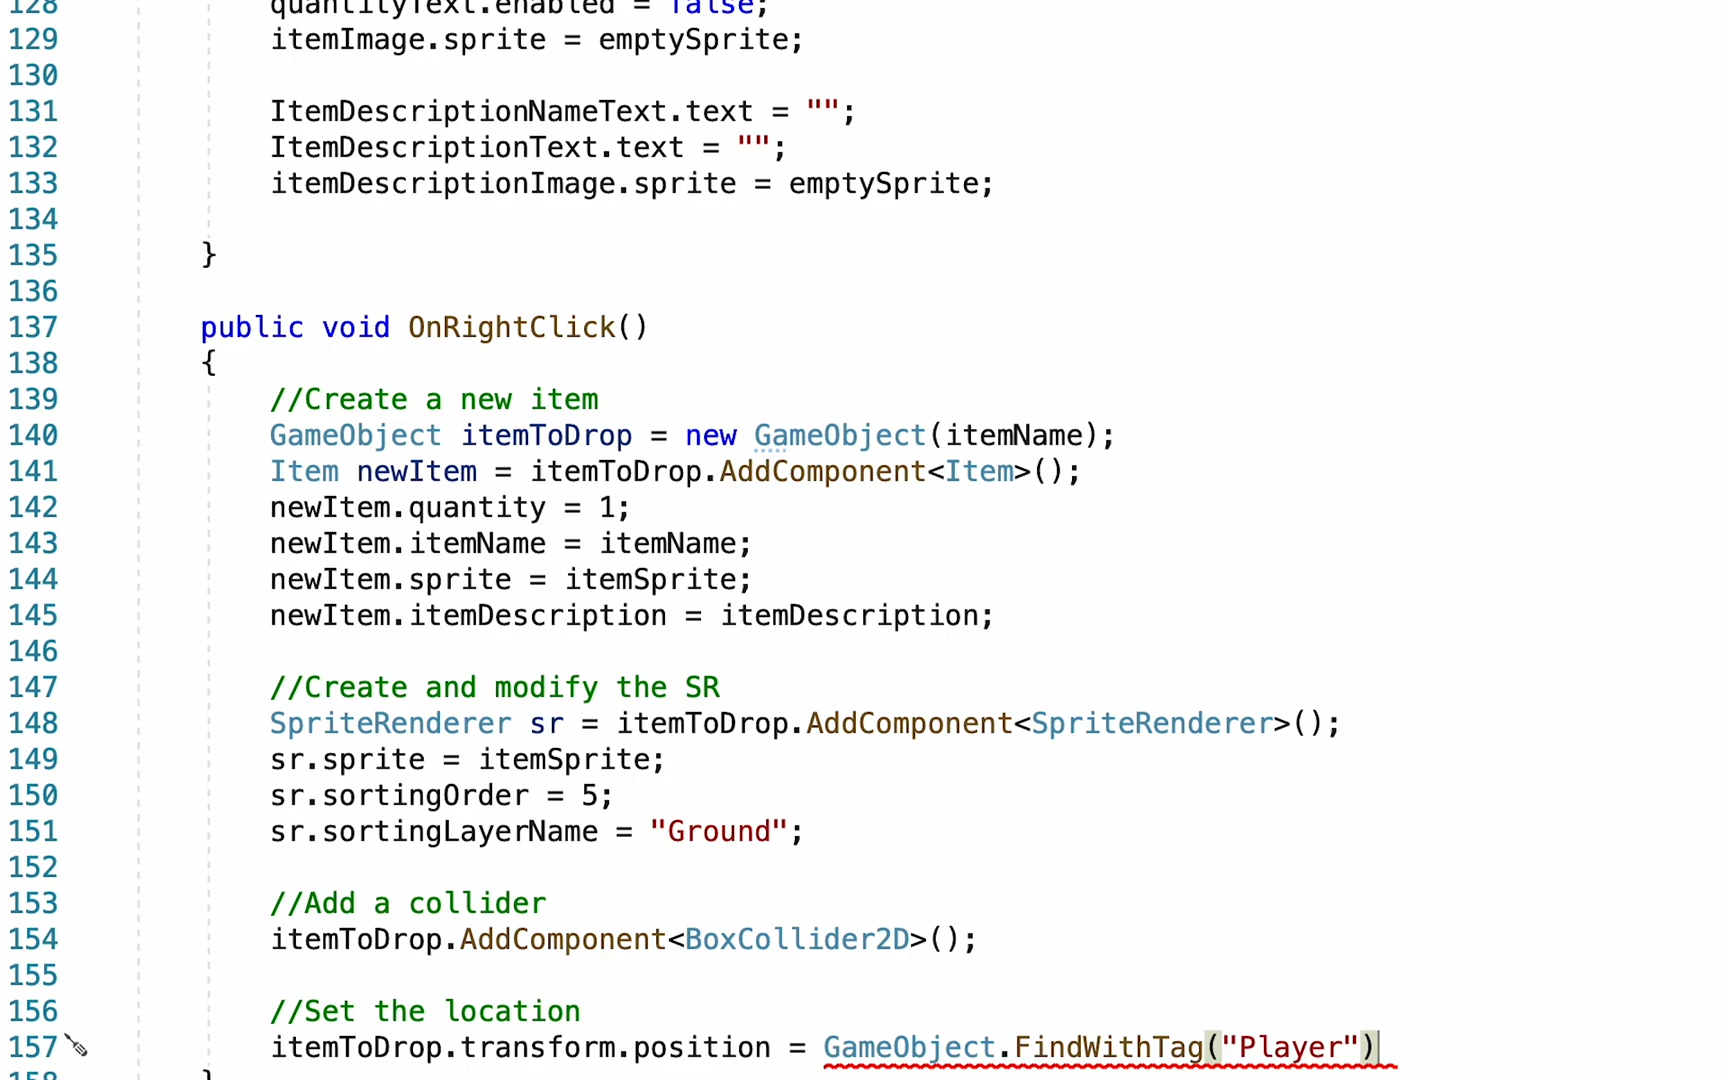 128 quantityText.enabled = false;
129 itemImage.sprite = emptySprite;
130
131 ItemDescriptionNameText.text = "";
132 ItemDescriptionText.text = "";
133 itemDescriptionImage.sprite = emptySprite;
134
135 }
136
137 public void OnRightClick()
138 {
139 //Create a new item
140 GameObject itemToDrop = new GameObject(itemName);
141 Item newItem = itemToDrop.AddComponent<Item>();
142 newItem.quantity = 1;
143 newItem.itemName = itemName;
144 newItem.sprite = itemSprite;
145 newItem.itemDescription = itemDescription;
146
147 //Create and modify the SR
148 SpriteRenderer sr = itemToDrop.AddComponent<SpriteRenderer>();
149 sr.sprite = itemSprite;
150 sr.sortingOrder = 5;
151 sr.sortingLayerName = "Ground";
152
153 //Add a collider
154 itemToDrop.AddComponent<BoxCollider2D>();
155
156 //Set the location
157 itemToDrop.transform.position = GameObject.FindWithTag("Player")
158 }